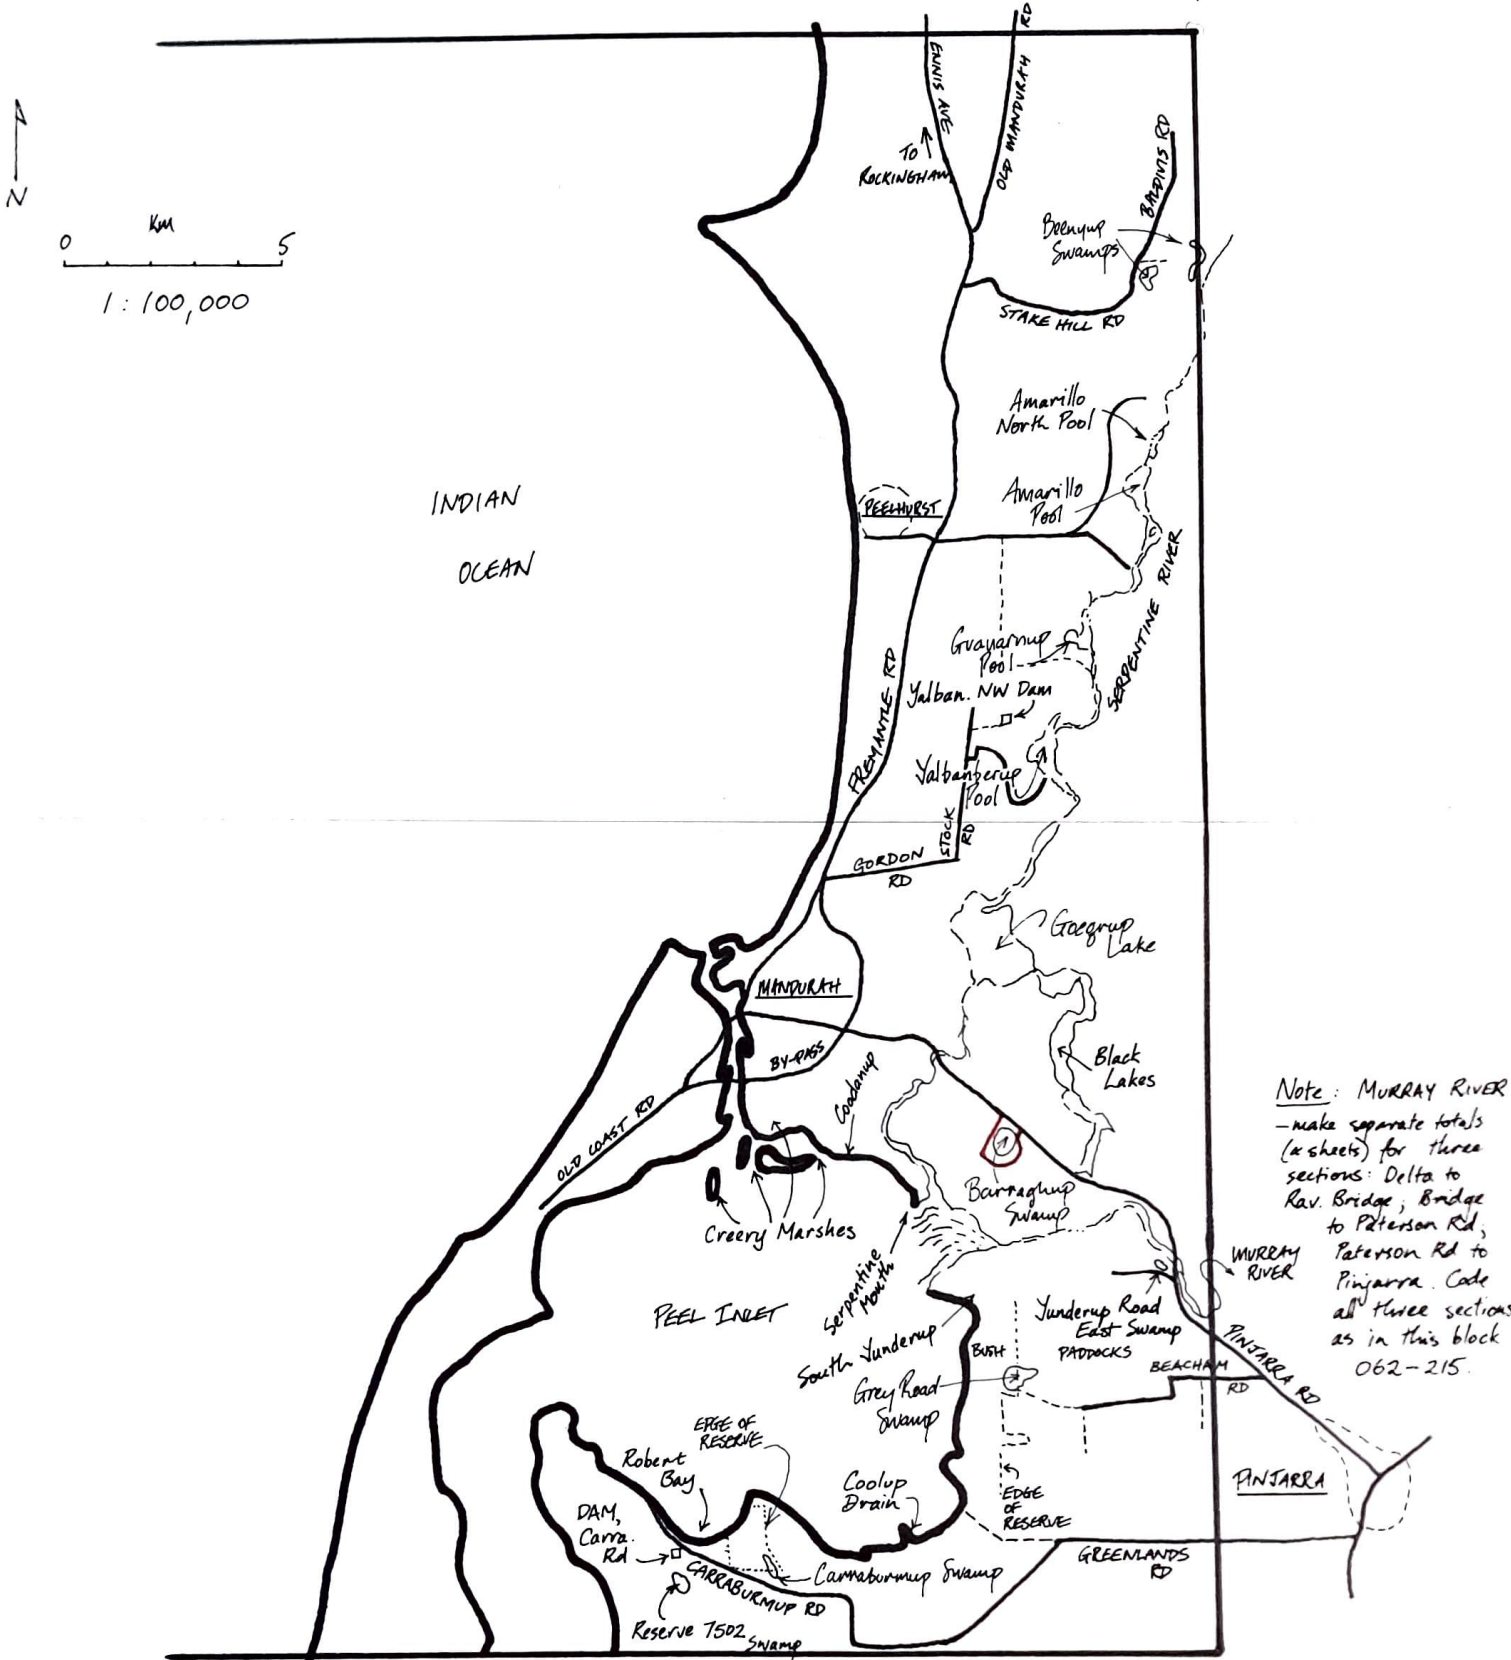 ENNIS AVE
OLD MANDURAH RD
TO
ROCKINGHAM
BALDIVIS RD
Beenyup
Swamps
N
Km
0 5
1:100,000
STAKE HILL RD
Amarillo
North Pool
Amarillo
Pool
INDIAN
OCEAN
PEELHURST
SERPENTINE RIVER
Guananup
Pool
Yalban. NW Dam
FREMANTLE RD
Yalbanberup
Pool
STOCK
RD
GORDON
RD
Goegrup
Lake
MANDURAH
BY-PASS
Black
Lakes
Coodanup
OLD COAST RD
Barraghup
Swamp
Creery Marshes
Serpentine
Mouth
Note: MURRAY RIVER
- make separate totals
(& sheets) for three
sections: Delta to
Rav. Bridge; Bridge
to Paterson Rd;
Paterson Rd to
Pinjarra. Code
all three sections
as in this block
062-215.
MURRAY
RIVER
PEEL INLET
South Yunderup
Yunderup Road
East Swamp
PADDOCKS
BUSH
BEACHAM
RD
PINJARRA RD
Grey Road
Swamp
EDGE OF
RESERVE
Robert
Bay
Coolup
Drain
EDGE
OF
RESERVE
PINJARRA
DAM,
Carra.
Rd
CARRABURMUP RD
Carraburmup Swamp
GREENLANDS
RD
Reserve 7502
Swamp